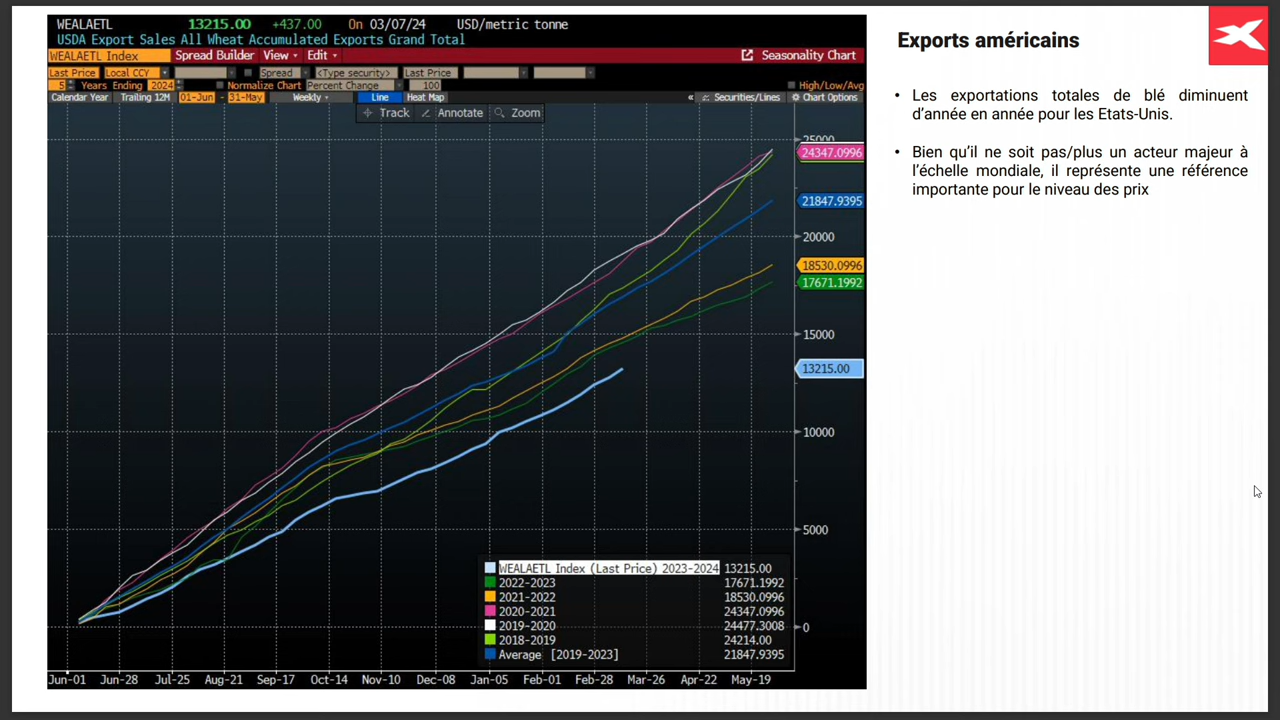 WEALAETL 13215.00 +437.00 On 03/07/24 USD/metric tonne
USDA Export Sales All Wheat Accumulated Exports Grand Total
WEALAETL Index Spread Builder View Edit Seasonality Chart
Last Price Local CCY Spread <Type security> Last Price
5 Years Ending 2024 Normalize Chart Percent Change 100 High/Low/Avg
Calendar Year Trailing 12M 01-Jun - 31-May Weekly Line Heat Map « Securities/Lines Chart Options
Track Annotate Zoom
25000
24347.0996
21847.9395
20000
18530.0996
17671.1992
15000
13215.00
10000
5000
0
WEALAETL Index (Last Price) 2023-2024 13215.00
2022-2023 17671.1992
2021-2022 18530.0996
2020-2021 24347.0996
2019-2020 24477.3008
2018-2019 24214.00
Average [2019-2023] 21847.9395
Jun-01 Jun-28 Jul-25 Aug-21 Sep-17 Oct-14 Nov-10 Dec-08 Jan-05 Feb-01 Feb-28 Mar-26 Apr-22 May-19
Exports américains
• Les exportations totales de blé diminuent
d'année en année pour les Etats-Unis.
• Bien qu'il ne soit pas/plus un acteur majeur à
l'échelle mondiale, il représente une référence
importante pour le niveau des prix